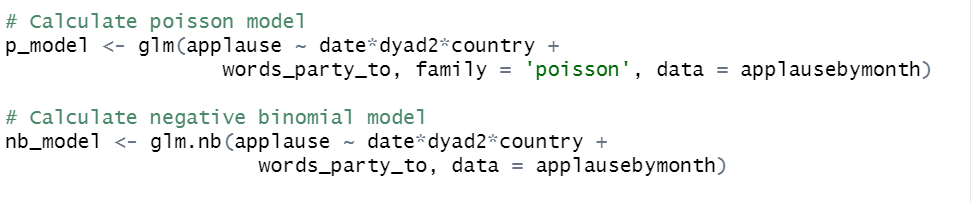 # Calculate poisson model
p_model <- glm(applause ~ date*dyad2*country +
words_party_to, family = 'poisson', data = applausebymonth)
# Calculate negative binomial model
nb_model <- glm.nb(applause ~ date*dyad2*country +
words_party_to, data = applausebymonth)